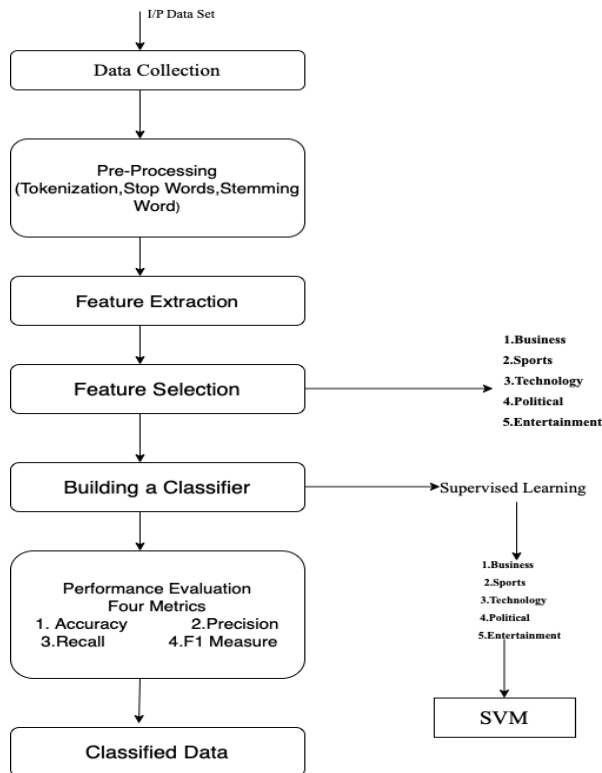 I/P Data Set
Data Collection
Pre-Processing
(Tokenization,Stop Words,Stemming
Word)
Feature Extraction
Feature Selection
1.Business
2.Sports
3.Technology
4.Political
5.Entertainment
Building a Classifier
Supervised Learning
1.Business
2.Sports
3.Technology
4.Political
5.Entertainment
SVM
Performance Evaluation
Four Metrics
1. Accuracy 2.Precision
3.Recall 4.F1 Measure
Classified Data